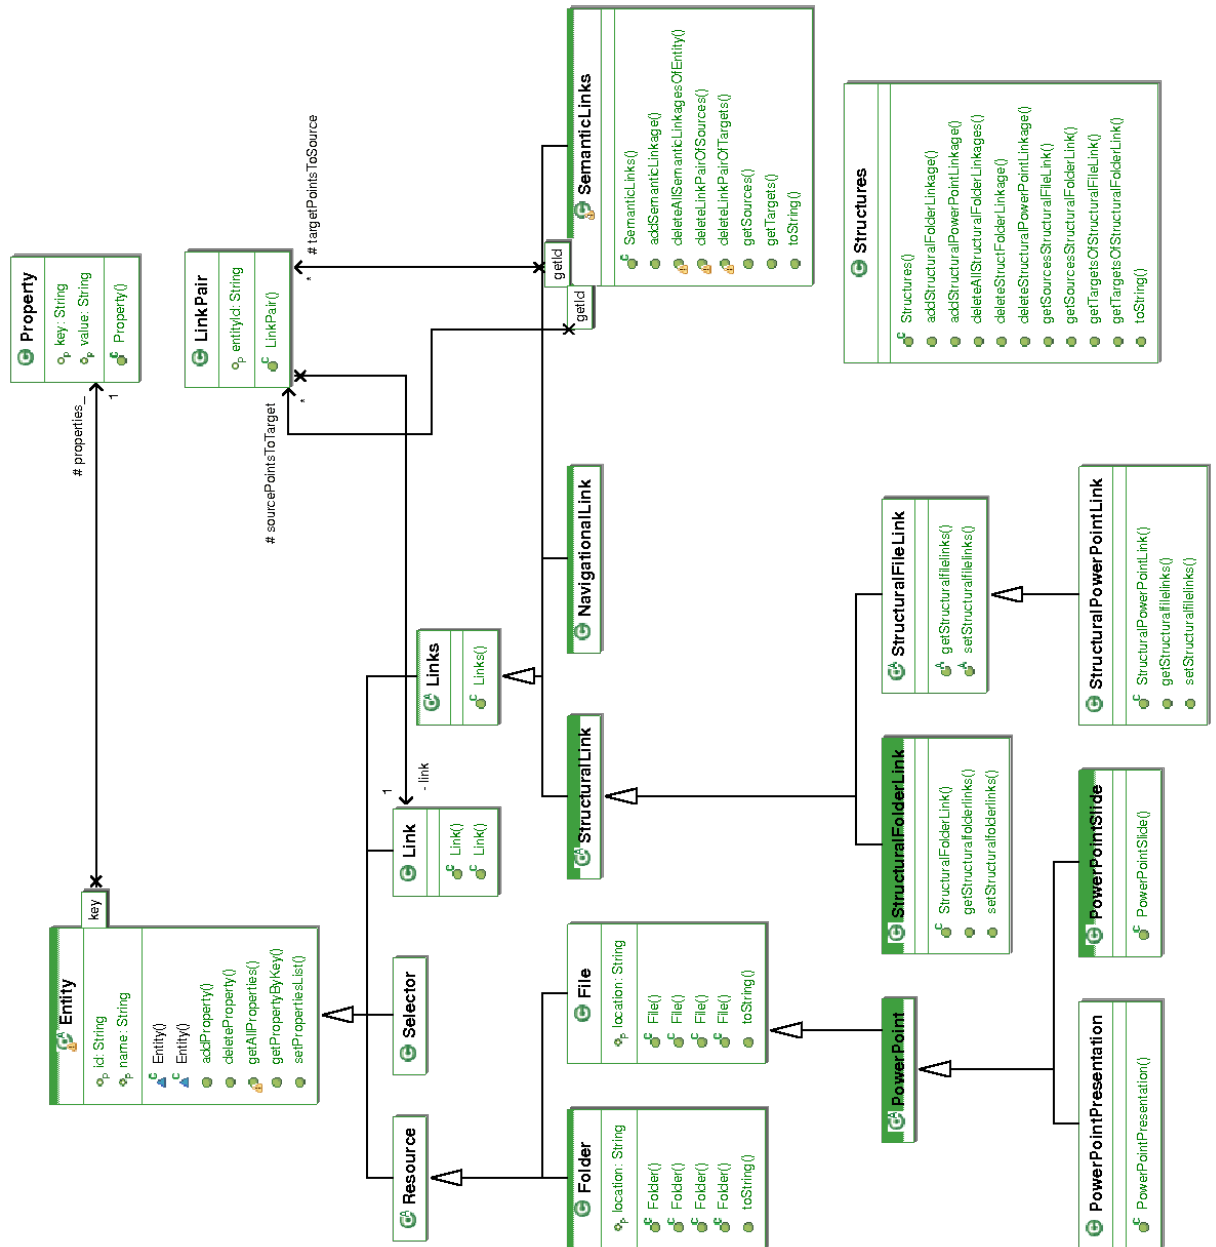 Entity
id: String
name: String
Entity()
Entity()
addProperty()
deleteProperty()
getAllProperties()
getPropertyByKey()
setPropertiesList()
key
# properties_
1
Property
key: String
value: String
Property()
LinkPair
entityId: String
LinkPair()
# sourcePointsToTarget
*
# targetPointsToSource
*
Resource
Selector
Link
Link()
Link()
1
- link
Links
Links()
Folder
location: String
Folder()
Folder()
Folder()
Folder()
toString()
File
location: String
File()
File()
File()
File()
toString()
StructuralLink
NavigationalLink
getId
getId
SemanticLinks
SemanticLinks()
addSemanticLinkage()
deleteAllSemanticLinkagesOfEntity()
deleteLinkPairOfSources()
deleteLinkPairOfTargets()
getSources()
getTargets()
toString()
PowerPoint
StructuralFolderLink
StructuralFolderLink()
getStructuralfolderlinks()
setStructuralfolderlinks()
StructuralFileLink
getStructuralfilelinks()
setStructuralfilelinks()
Structures
Structures()
addStructuralFolderLinkage()
addStructuralPowerPointLinkage()
deleteAllStructuralFolderLinkages()
deleteStructFolderLinkage()
deleteStructuralPowerPointLinkage()
getSourcesStructuralFileLink()
getSourcesStructuralFolderLink()
getTargetsOfStructuralFileLink()
getTargetsOfStructuralFolderLink()
toString()
PowerPointPresentation
PowerPointPresentation()
PowerPointSlide
PowerPointSlide()
StructuralPowerPointLink
StructuralPowerPointLink()
getStructuralfilelinks()
setStructuralfilelinks()